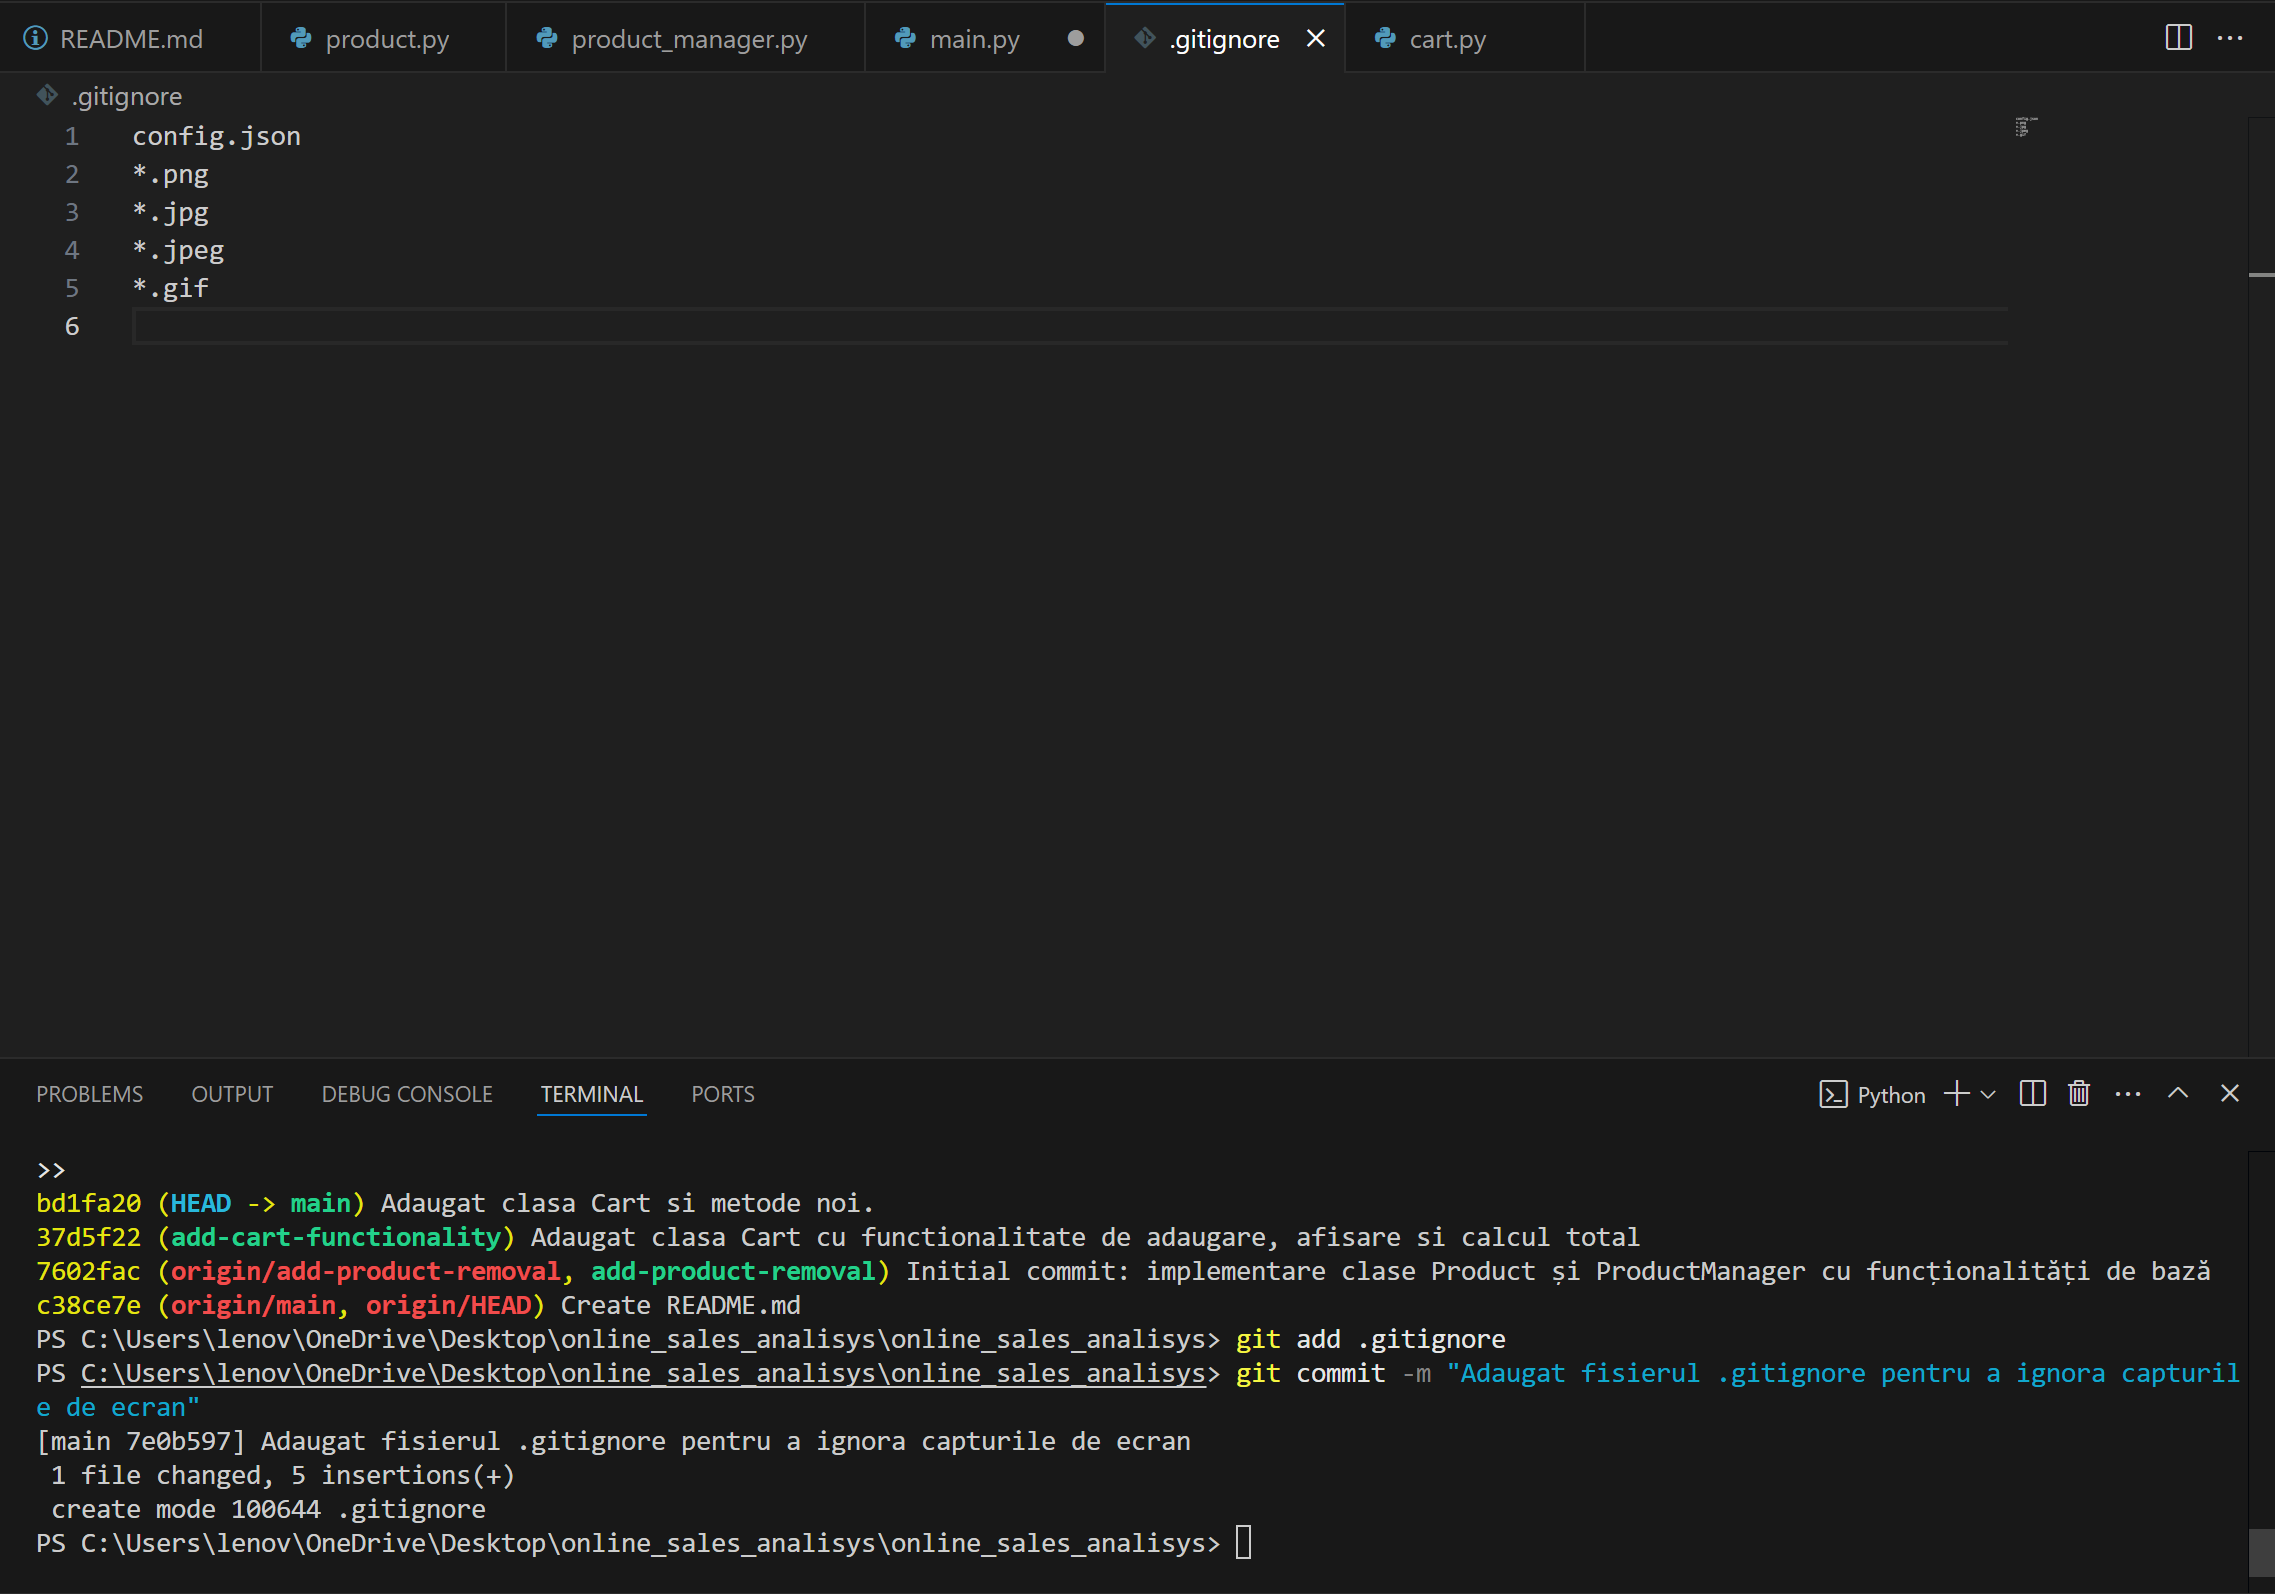 README.md product.py product_manager.py main.py .gitignore cart.py
.gitignore
1 config.json
2 *.png
3 *.jpg
4 *.jpeg
5 *.gif
6
PROBLEMS OUTPUT DEBUG CONSOLE TERMINAL PORTS Python
>>
bd1fa20 (HEAD -> main) Adaugat clasa Cart si metode noi.
37d5f22 (add-cart-functionality) Adaugat clasa Cart cu functionalitate de adaugare, afisare si calcul total
7602fac (origin/add-product-removal, add-product-removal) Initial commit: implementare clase Product și ProductManager cu funcționalități de bază
c38ce7e (origin/main, origin/HEAD) Create README.md
PS C:\Users\lenov\OneDrive\Desktop\online_sales_analisys\online_sales_analisys> git add .gitignore
PS C:\Users\lenov\OneDrive\Desktop\online_sales_analisys\online_sales_analisys> git commit -m "Adaugat fisierul .gitignore pentru a ignora capturil
e de ecran"
[main 7e0b597] Adaugat fisierul .gitignore pentru a ignora capturile de ecran
 1 file changed, 5 insertions(+)
 create mode 100644 .gitignore
PS C:\Users\lenov\OneDrive\Desktop\online_sales_analisys\online_sales_analisys>